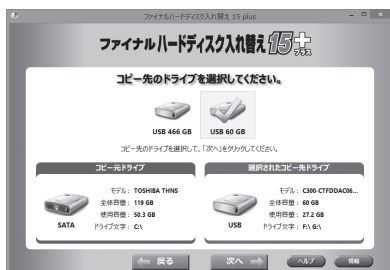 ファイナルハードディスク入れ替え 15 plus
ファイナルハードディスク入れ替え 15+ プラス
コピー先のドライブを選択してください。
USB 466 GB USB 60 GB
コピー先のドライブを選択して、「次へ」をクリックしてください。
コピー元ドライブ
モデル: TOSHIBA THNS
全体容量: 119 GB
使用容量: 50.3 GB
SATA ドライブ文字: C:\
選択されたコピー先ドライブ
モデル: C300-CTFDDAC06...
全体容量: 60 GB
使用容量: 27.2 GB
USB ドライブ文字: F:\ G:\
戻る 次へ ヘルプ 情報